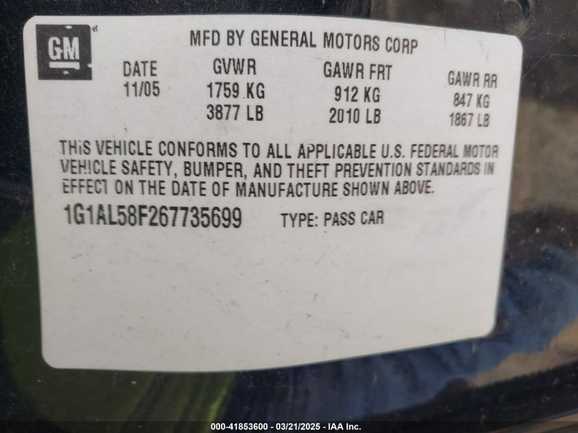 GM
MFD BY GENERAL MOTORS CORP
DATE GVWR GAWR FRT GAWR RR
11/05 1759 KG 912 KG 847 KG
3877 LB 2010 LB 1867 LB
THIS VEHICLE CONFORMS TO ALL APPLICABLE U.S. FEDERAL MOTOR
VEHICLE SAFETY, BUMPER, AND THEFT PREVENTION STANDARDS IN
EFFECT ON THE DATE OF MANUFACTURE SHOWN ABOVE.
1G1AL58F267735699 TYPE: PASS CAR
000-41853600 — 03/21/2025 — © IAA Inc.